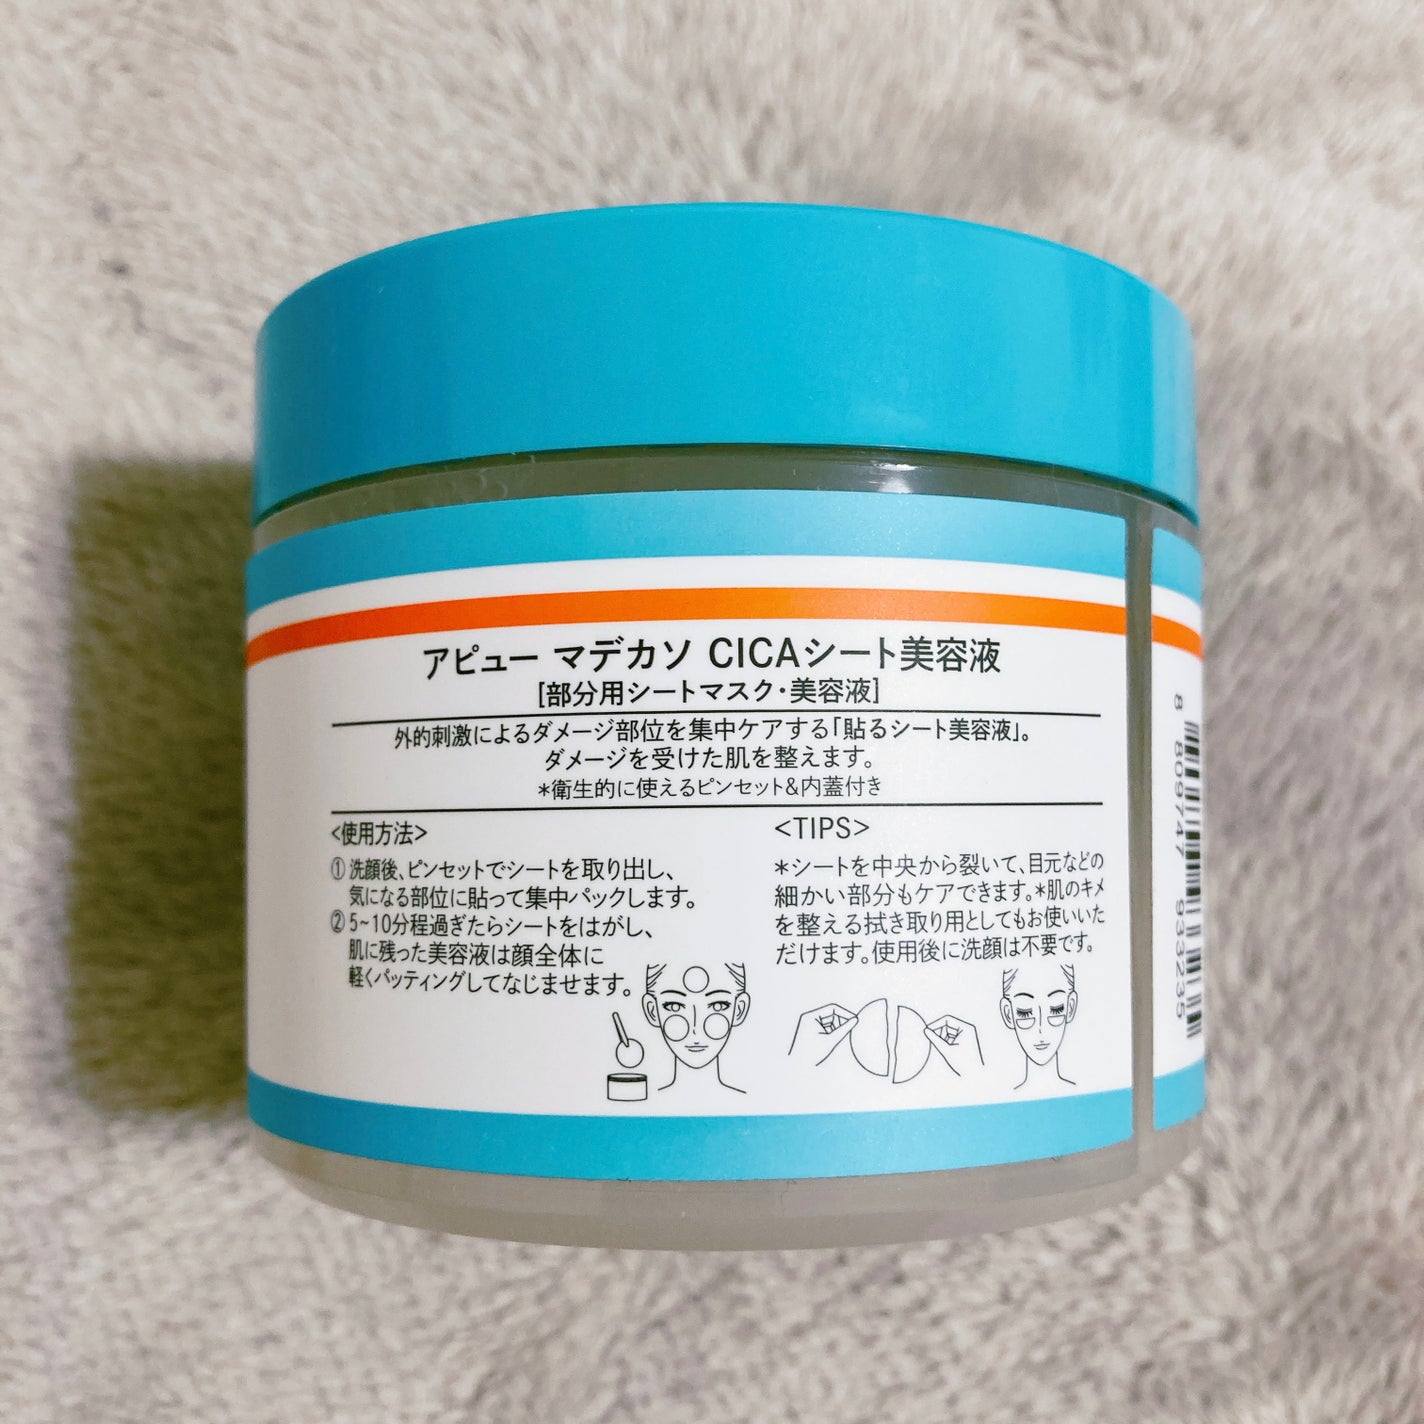 アピュー マデカソ CICAシート美容液
[部分用シートマスク・美容液]
外的刺激によるダメージ部位を集中ケアする「貼るシート美容液」。
ダメージを受けた肌を整えます。
*衛生的に使えるピンセット&内蓋付き
<使用方法>
① 洗顔後、ピンセットでシートを取り出し、
気になる部位に貼って集中パックします。
② 5~10分程過ぎたらシートをはがし、
肌に残った美容液は顔全体に
軽くパッティングしてなじませます。
<TIPS>
*シートを中央から裂いて、目元などの
細かい部分もケアできます。*肌のキメ
を整える拭き取り用としてもお使いいた
だけます。使用後に洗顔は不要です。
8 809747 933235